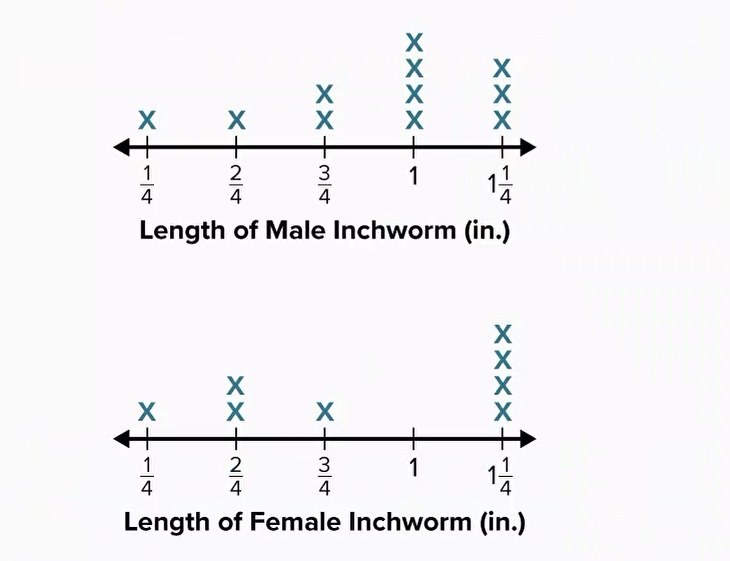 X
X
X X X
X X X X X
1/4 2/4 3/4 1 1 1/4
Length of Male Inchworm (in.)
X
X
X X
X X X X
1/4 2/4 3/4 1 1 1/4
Length of Female Inchworm (in.)